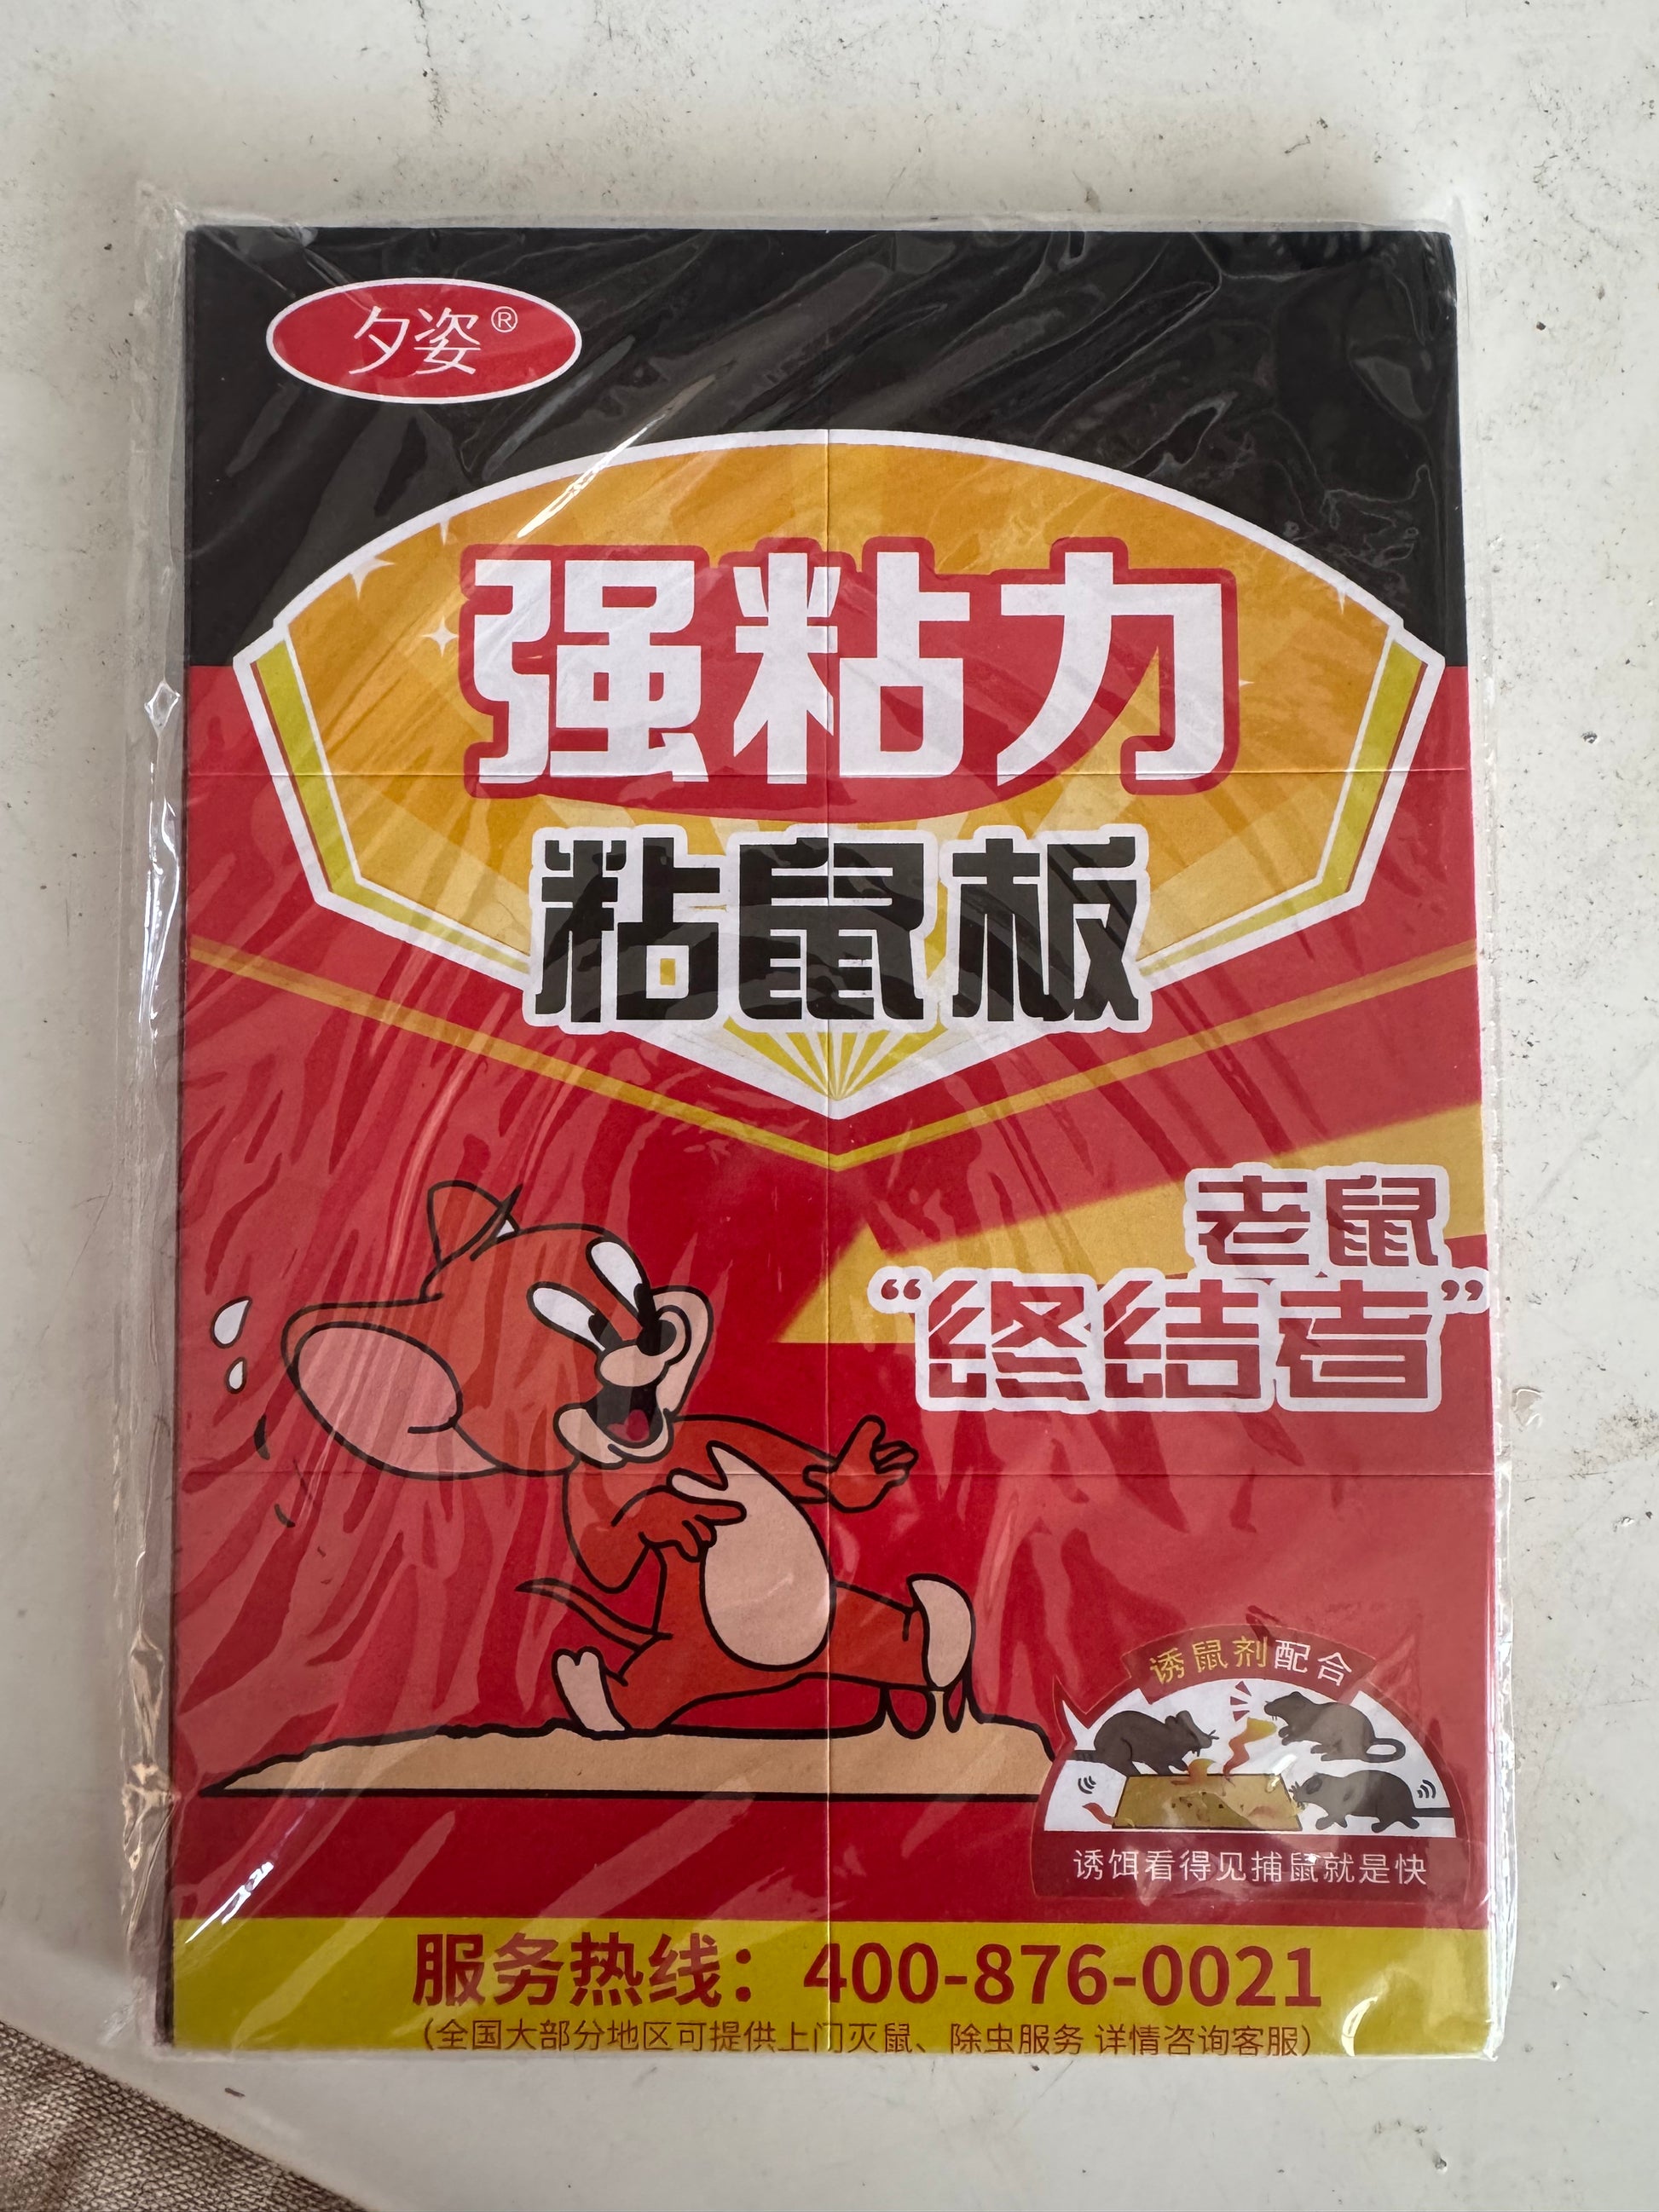 夕姿®
强粘力
粘鼠板
老鼠
“终结者”
诱鼠剂配合
诱饵看得见捕鼠就是快
服务热线：400-876-0021
（全国大部分地区可提供上门灭鼠、除虫服务 详情咨询客服）